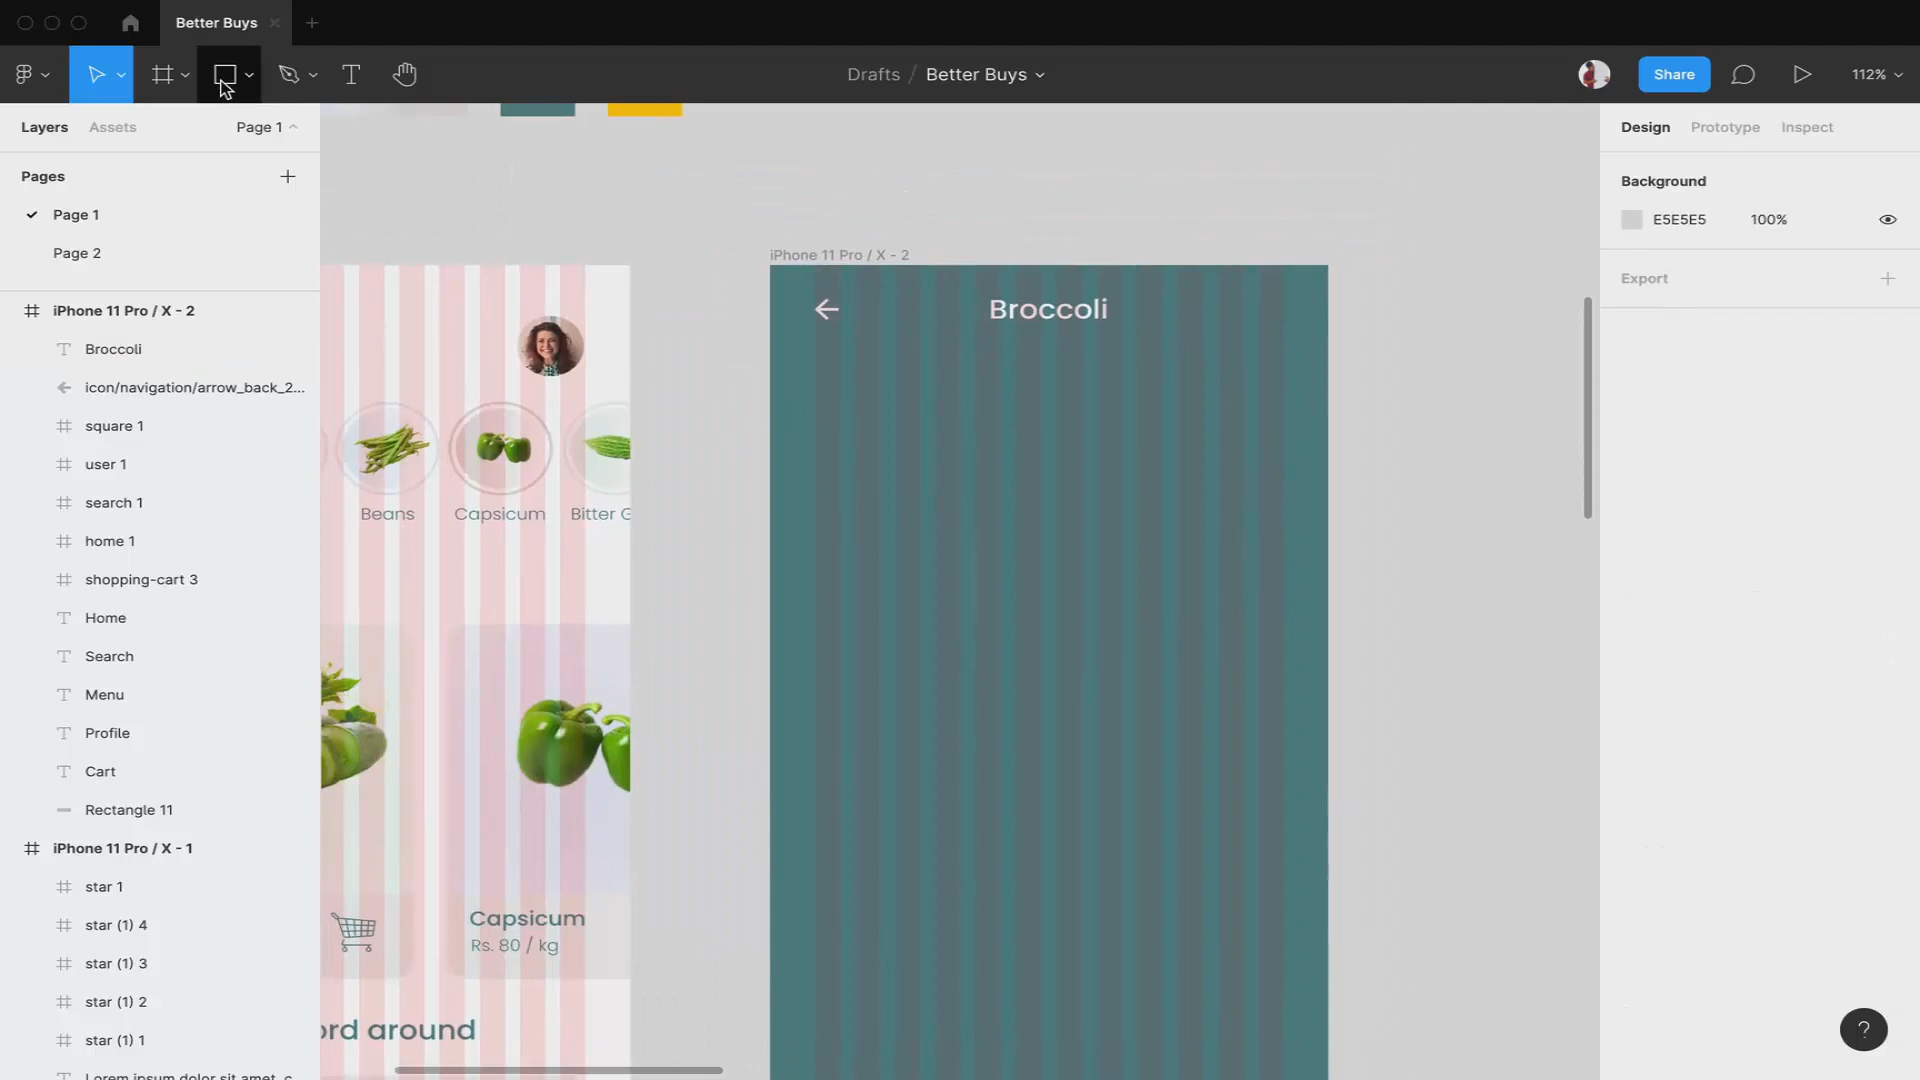 Better Buys
Drafts / Better Buys
Share
112%
Layers
Assets
Page 1
Pages
Page 1
Page 2
iPhone 11 Pro / X - 2
Broccoli
icon/navigation/arrow_back_2...
square 1
user 1
search 1
home 1
shopping-cart 3
Home
Search
Menu
Profile
Cart
Rectangle 11
iPhone 11 Pro / X - 1
star 1
star (1) 4
star (1) 3
star (1) 2
star (1) 1
Lorem ipsum dolor sit amet, c
Beans
Capsicum
Bitter G
Capsicum
Rs. 80 / kg
ord around
iPhone 11 Pro / X - 2
Broccoli
Design
Prototype
Inspect
Background
E5E5E5
100%
Export
?